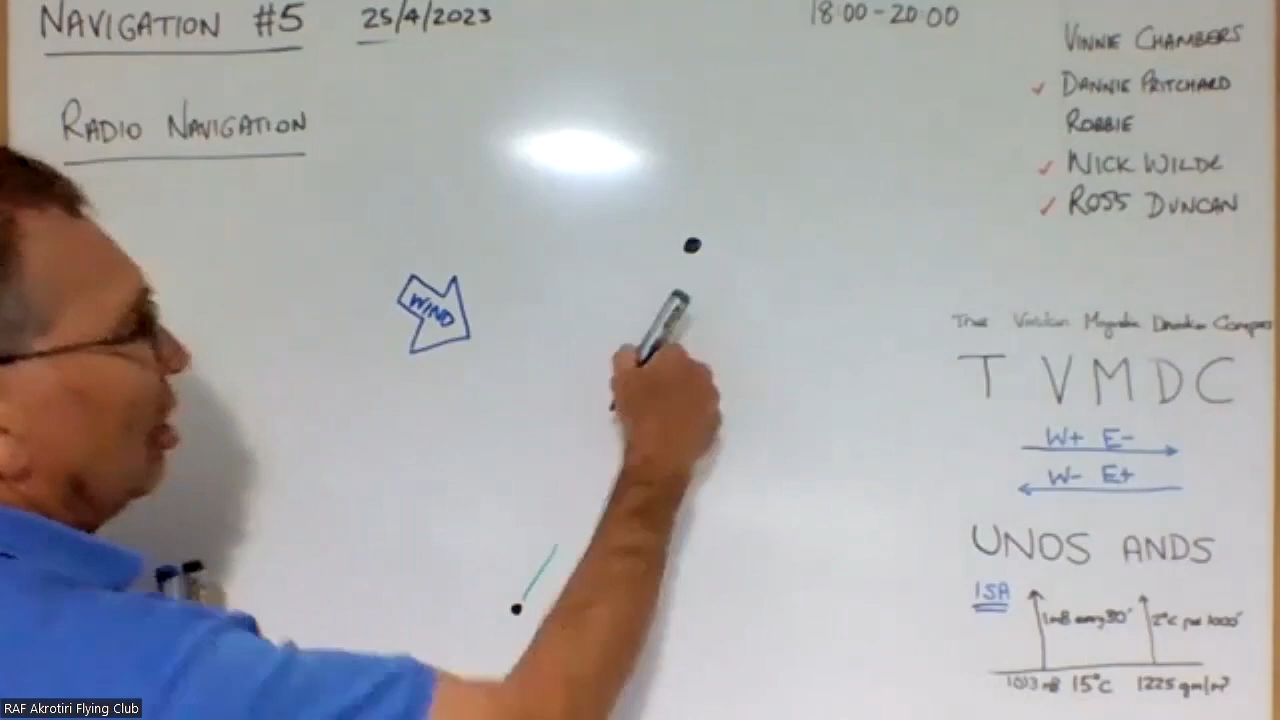 NAVIGATION #5 25/4/2023 18:00-20:00
RADIO NAVIGATION
VINNIE CHAMBERS
DANNIE PRITCHARD
ROBBIE
NICK WILDE
ROSS DUNCAN
WIND
True Variation Magnetic Deviation Compass
T V M D C
W+ E-
W- E+
UNOS ANDS
ISA
1mB every 30' 2°C per 1000'
1013 mB 15°C 1225 gm/m³
RAF Akrotiri Flying Club